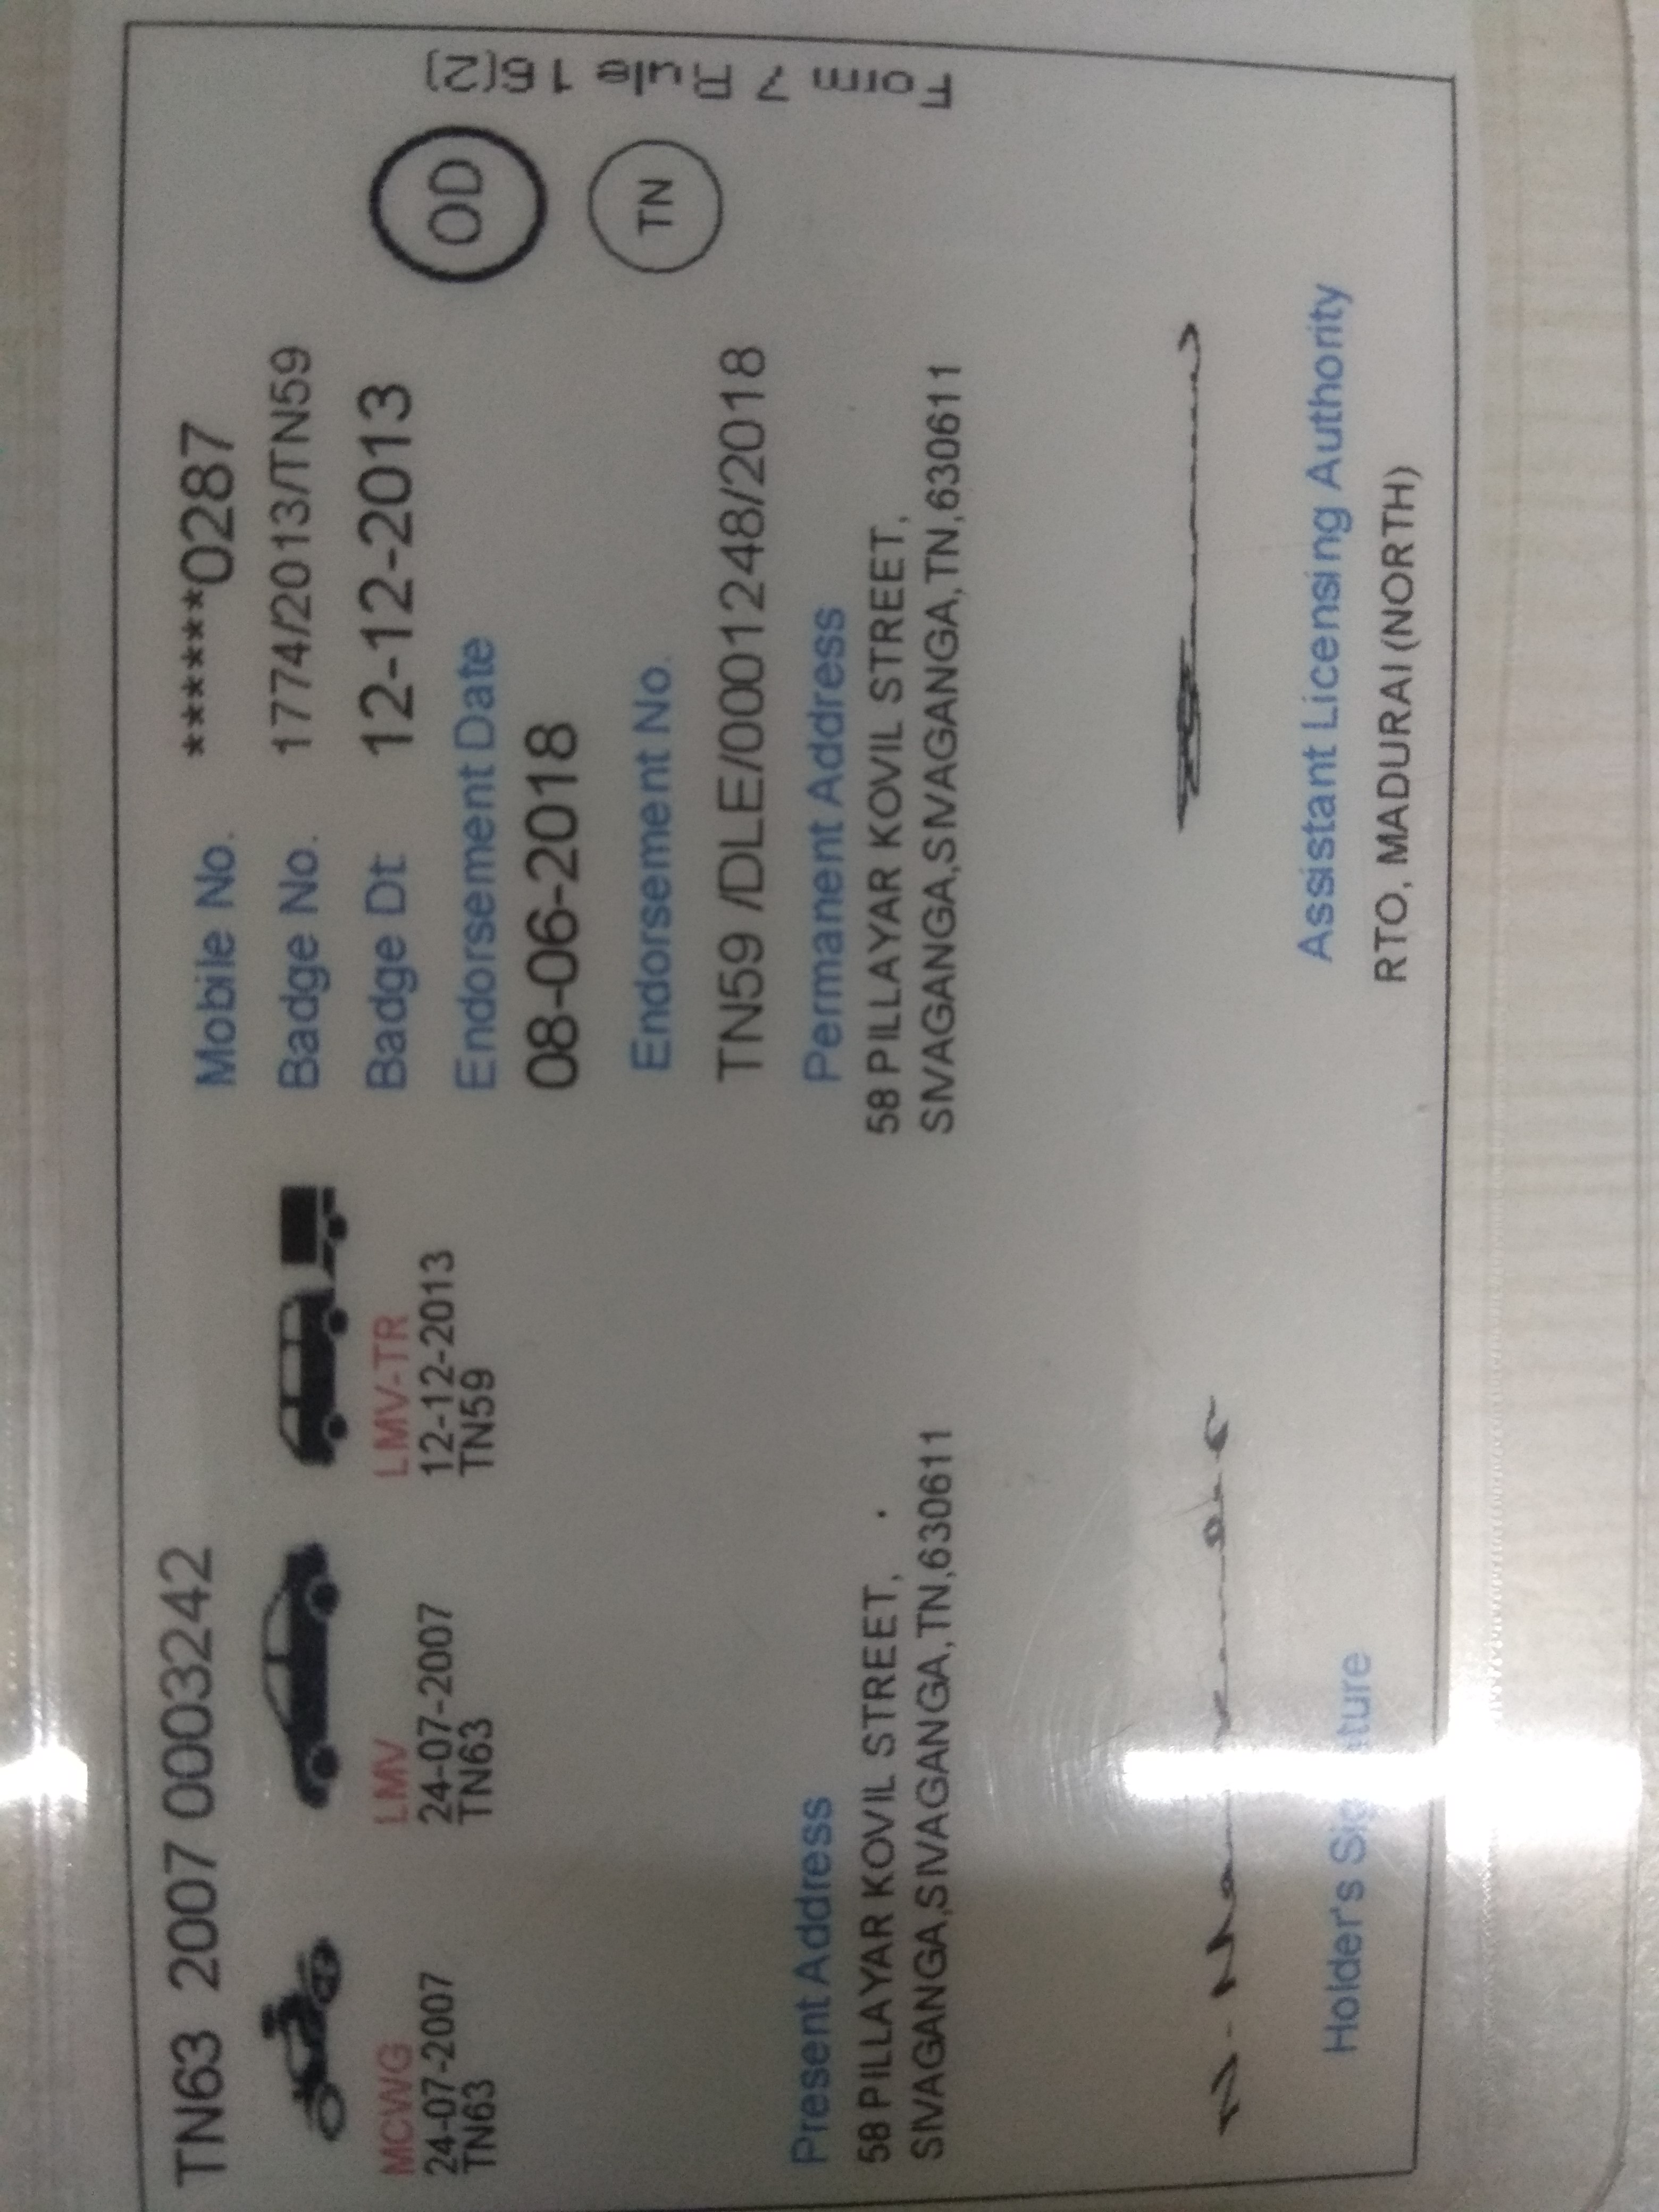 TN63 2007 0003242
MCWG
24-07-2007
TN63
LMV
24-07-2007
TN63
LMV-TR
12-12-2013
TN59
Mobile No. ******0287
Badge No. 1774/2013/TN59
Badge Dt 12-12-2013
Endorsement Date
08-06-2018
Endorsement No.
TN59 /DLE/0001248/2018
OD
TN
Form 7 Rule 16(2)
Present Address
58 PILLAYAR KOVIL STREET,
SIVAGANGA,SIVAGANGA,TN,630611
Permanent Address
58 PILLAYAR KOVIL STREET,
SIVAGANGA,SIVAGANGA,TN,630611
Holder's Signature
Assistant Licensing Authority
RTO, MADURAI (NORTH)